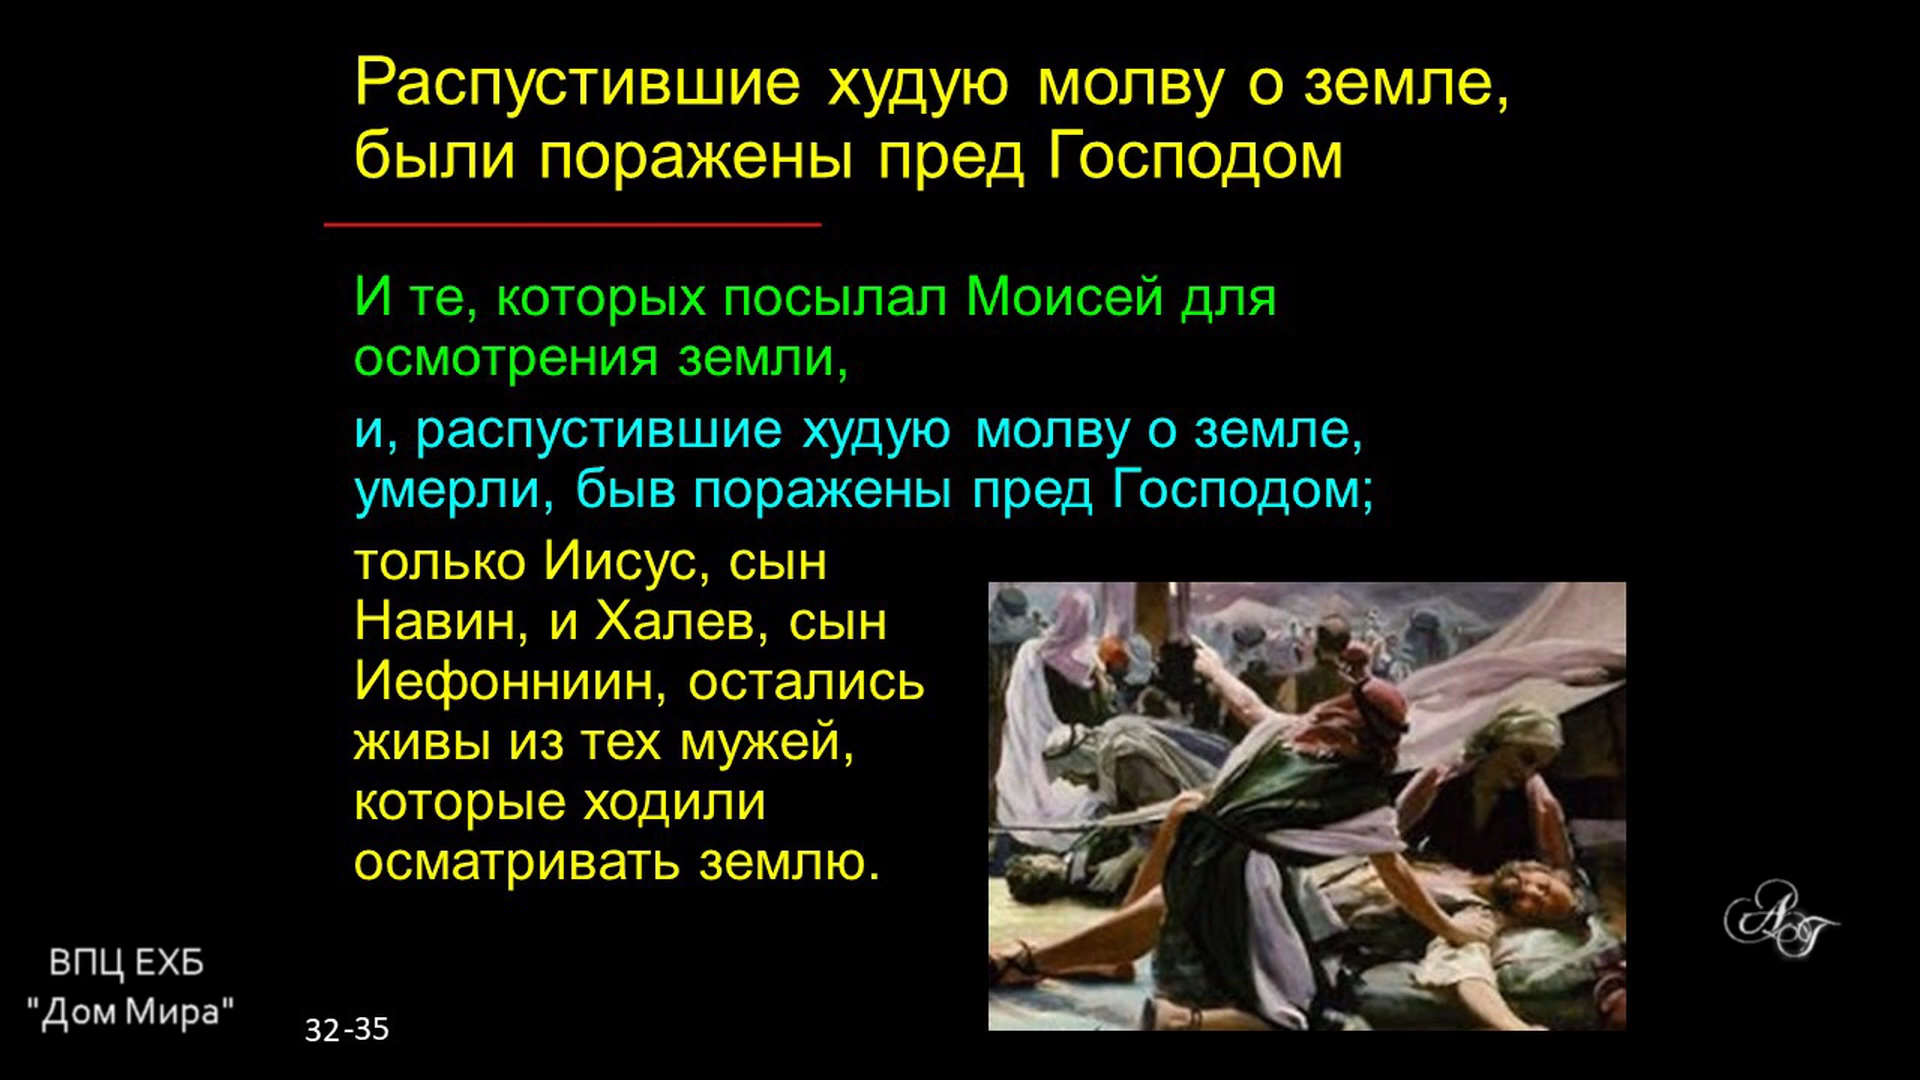 Распустившие худую молву о земле,
были поражены пред Господом
И те, которых посылал Моисей для
осмотрения земли,
и, распустившие худую молву о земле,
умерли, быв поражены пред Господом;
только Иисус, сын
Навин, и Халев, сын
Иефонниин, остались
живы из тех мужей,
которые ходили
осматривать землю.
ВПЦ ЕХБ
"Дом Мира"
32-35
АГ